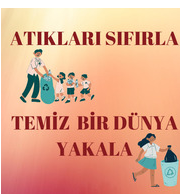 ATIKLARI SIFIRLA
TEMİZ BİR DÜNYA
YAKALA